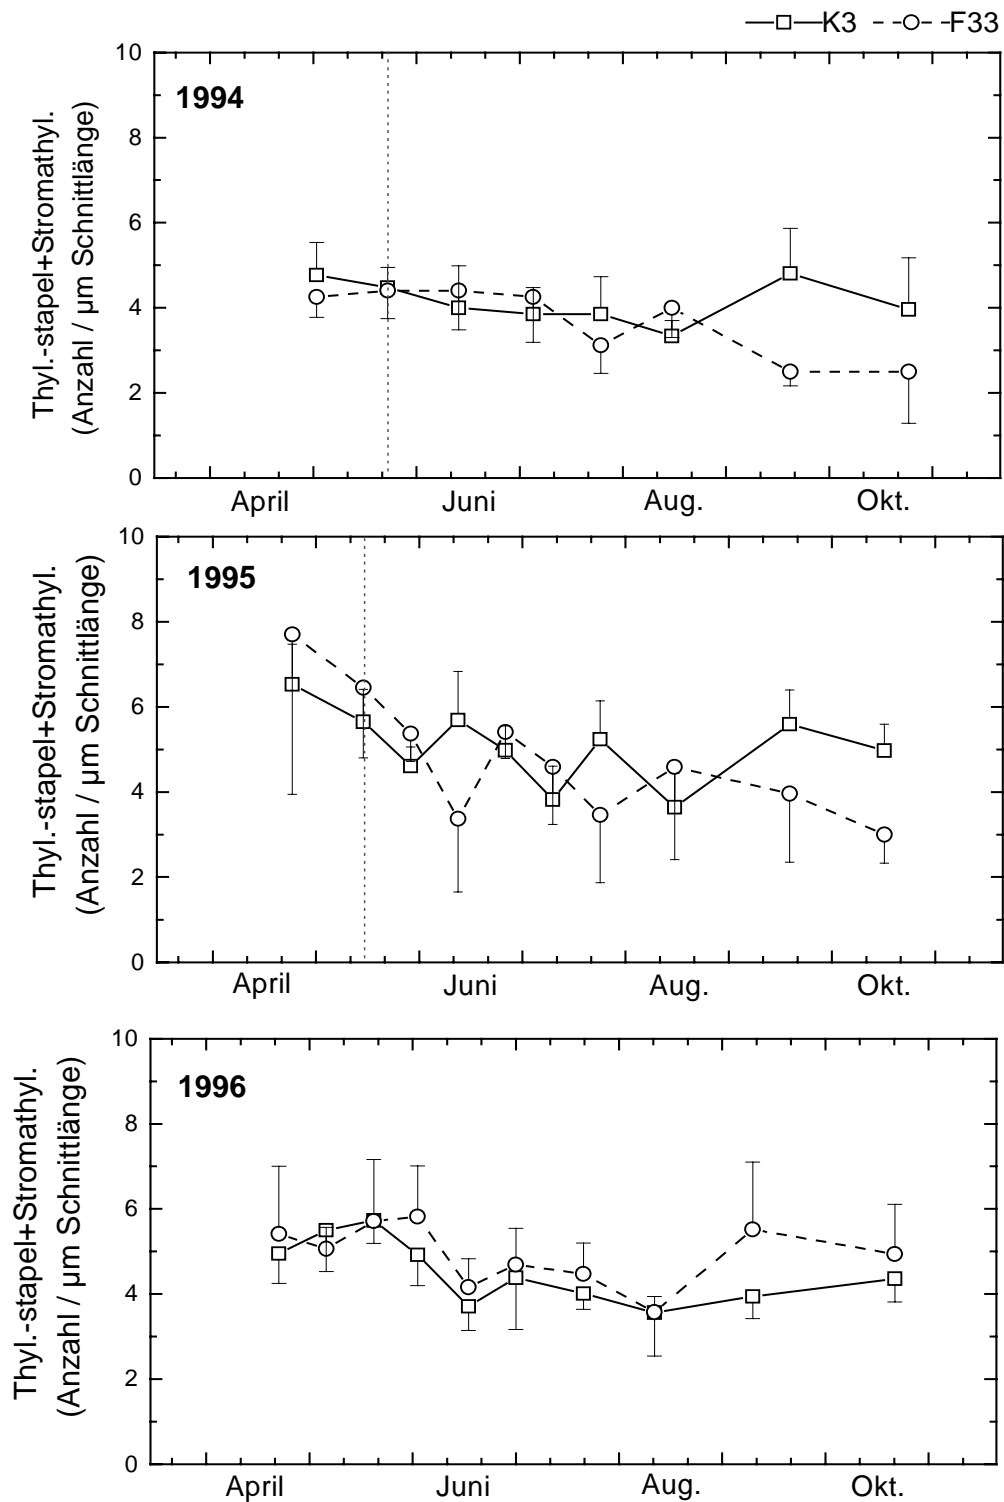 K3 F33
10
1994
8
6
4
2
0
Thyl.-stapel+Stromathyl.
(Anzahl / µm Schnittlänge)
April Juni Aug. Okt.
10
1995
8
6
4
2
0
Thyl.-stapel+Stromathyl.
(Anzahl / µm Schnittlänge)
April Juni Aug. Okt.
10
1996
8
6
4
2
0
Thyl.-stapel+Stromathyl.
(Anzahl / µm Schnittlänge)
April Juni Aug. Okt.